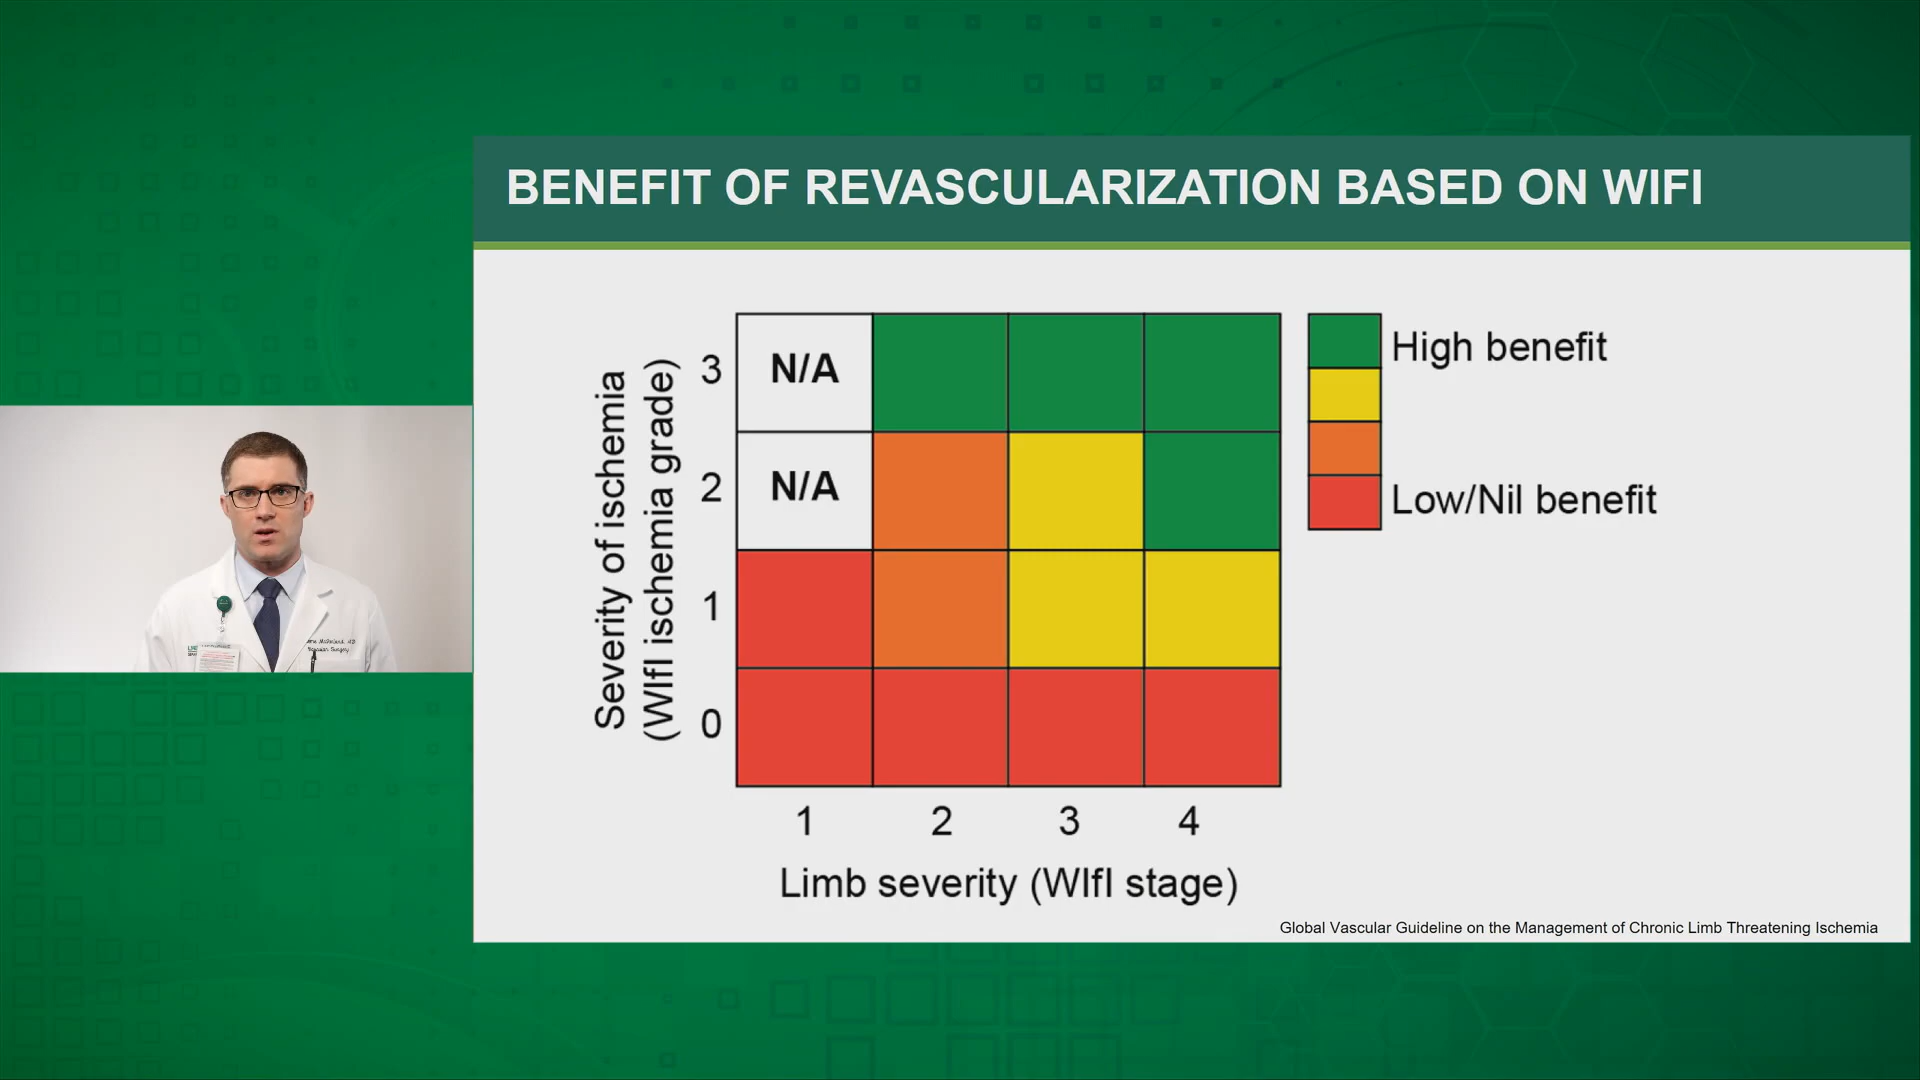 BENEFIT OF REVASCULARIZATION BASED ON WIFI
Severity of ischemia
(WIfI ischemia grade)
3
2
1
0
N/A
N/A
High benefit
Low/Nil benefit
1 2 3 4
Limb severity (WIfI stage)
Global Vascular Guideline on the Management of Chronic Limb Threatening Ischemia